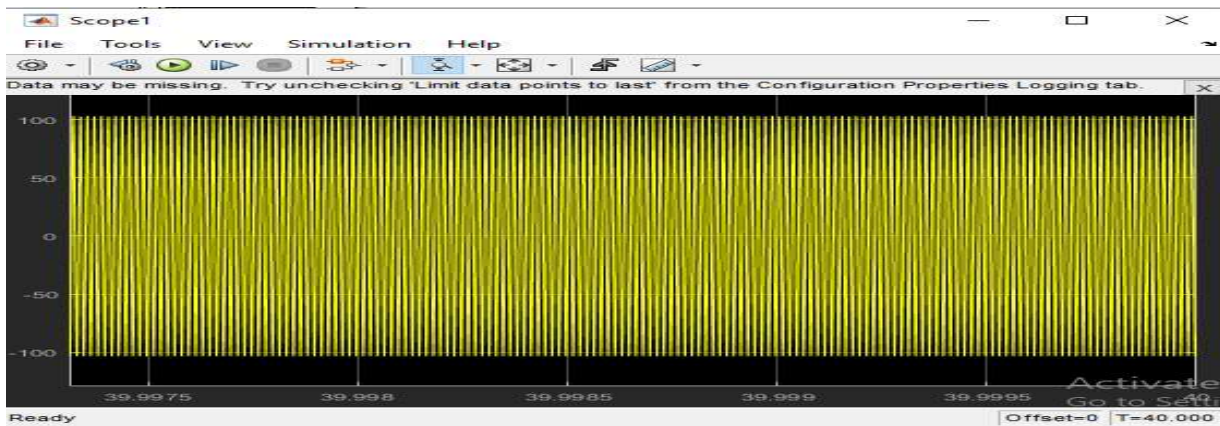 Scope1
File Tools View Simulation Help
Data may be missing. Try unchecking 'Limit data points to last' from the Configuration Properties Logging tab.
100
50
0
-50
-100
39.9975 39.998 39.9985 39.999 39.9995 40
Activate
Go to Setti
Ready Offset=0 T=40.000